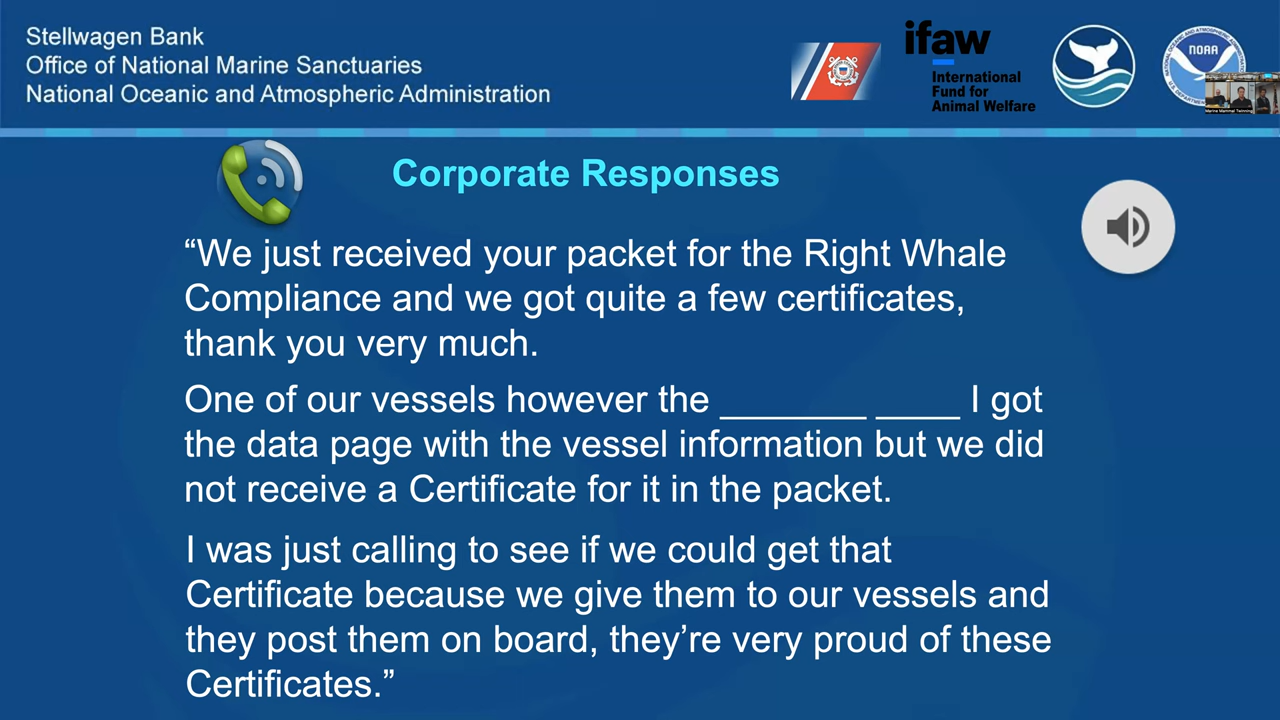 Stellwagen Bank
Office of National Marine Sanctuaries
National Oceanic and Atmospheric Administration
ifaw
International
Fund for
Animal Welfare
NOAA
Marine Mammal Twinning
Corporate Responses
“We just received your packet for the Right Whale
Compliance and we got quite a few certificates,
thank you very much.
One of our vessels however the _______ ____ I got
the data page with the vessel information but we did
not receive a Certificate for it in the packet.
I was just calling to see if we could get that
Certificate because we give them to our vessels and
they post them on board, they’re very proud of these
Certificates.”